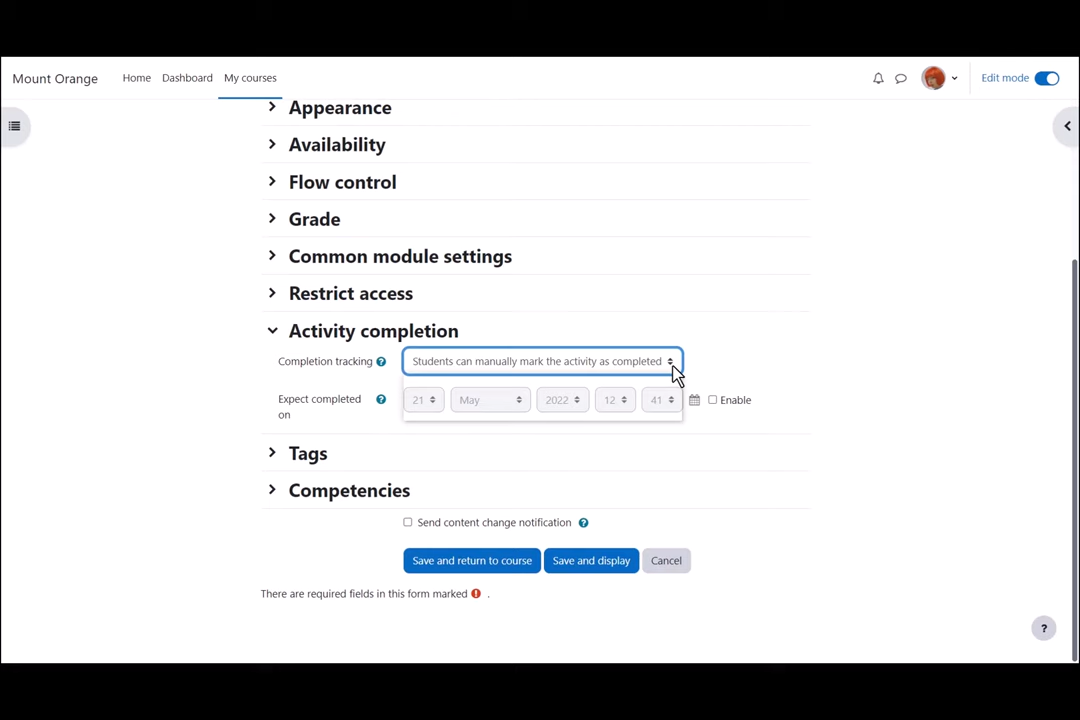 Mount Orange
Home
Dashboard
My courses
Edit mode
Appearance
Availability
Flow control
Grade
Common module settings
Restrict access
Activity completion
Completion tracking
Students can manually mark the activity as completed
Expect completed
on
21
May
2022
12
41
Enable
Tags
Competencies
Send content change notification
Save and return to course
Save and display
Cancel
There are required fields in this form marked .
?